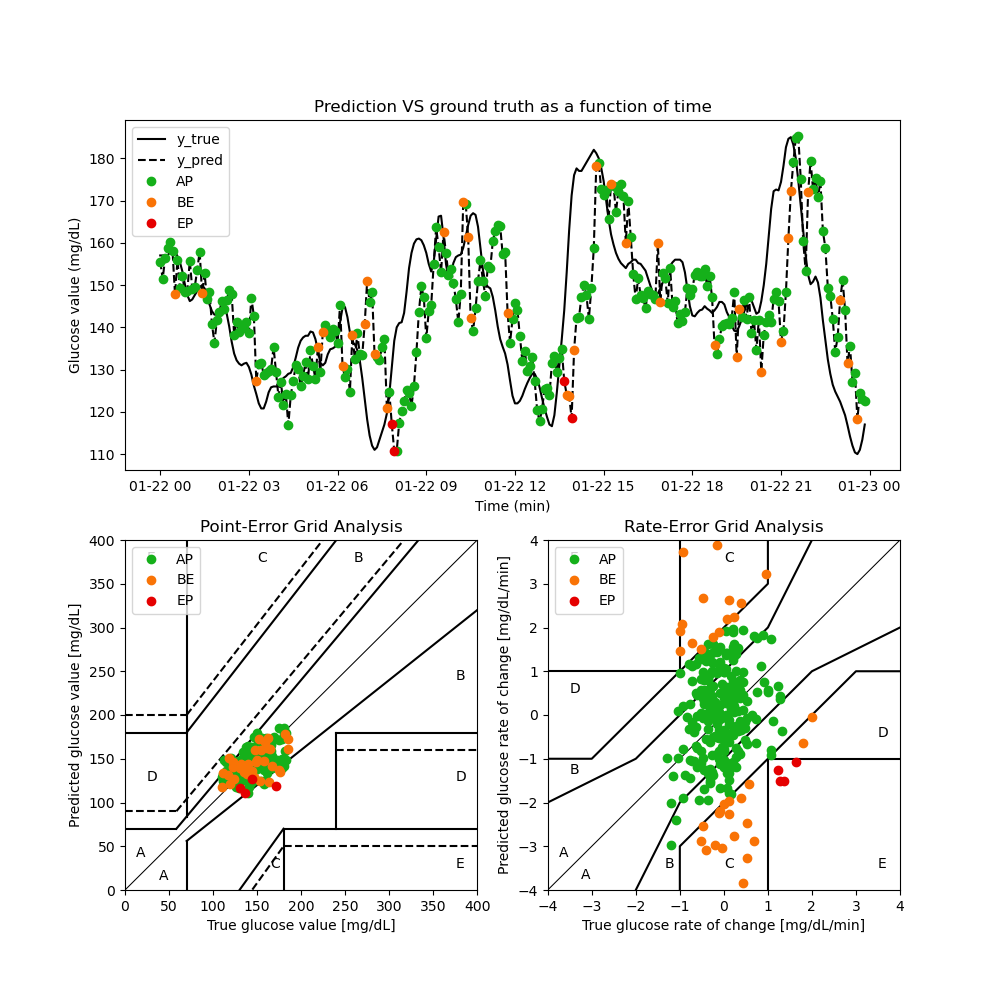 Prediction VS ground truth as a function of time
Glucose value (mg/dL)
180
170
160
150
140
130
120
110
y_true
y_pred
AP
BE
EP
01-22 00
01-22 03
01-22 06
01-22 09
01-22 12
01-22 15
01-22 18
01-22 21
01-23 00
Time (min)
Point-Error Grid Analysis
Predicted glucose value [mg/dL]
400
350
300
250
200
150
100
50
0
AP
BE
EP
C
B
B
D
D
A
A
C
E
0
50
100
150
200
250
300
350
400
True glucose value [mg/dL]
Rate-Error Grid Analysis
Predicted glucose rate of change [mg/dL/min]
4
3
2
1
0
−1
−2
−3
−4
AP
BE
EP
C
D
D
B
A
A
B
C
E
−4
−3
−2
−1
0
1
2
3
4
True glucose rate of change [mg/dL/min]